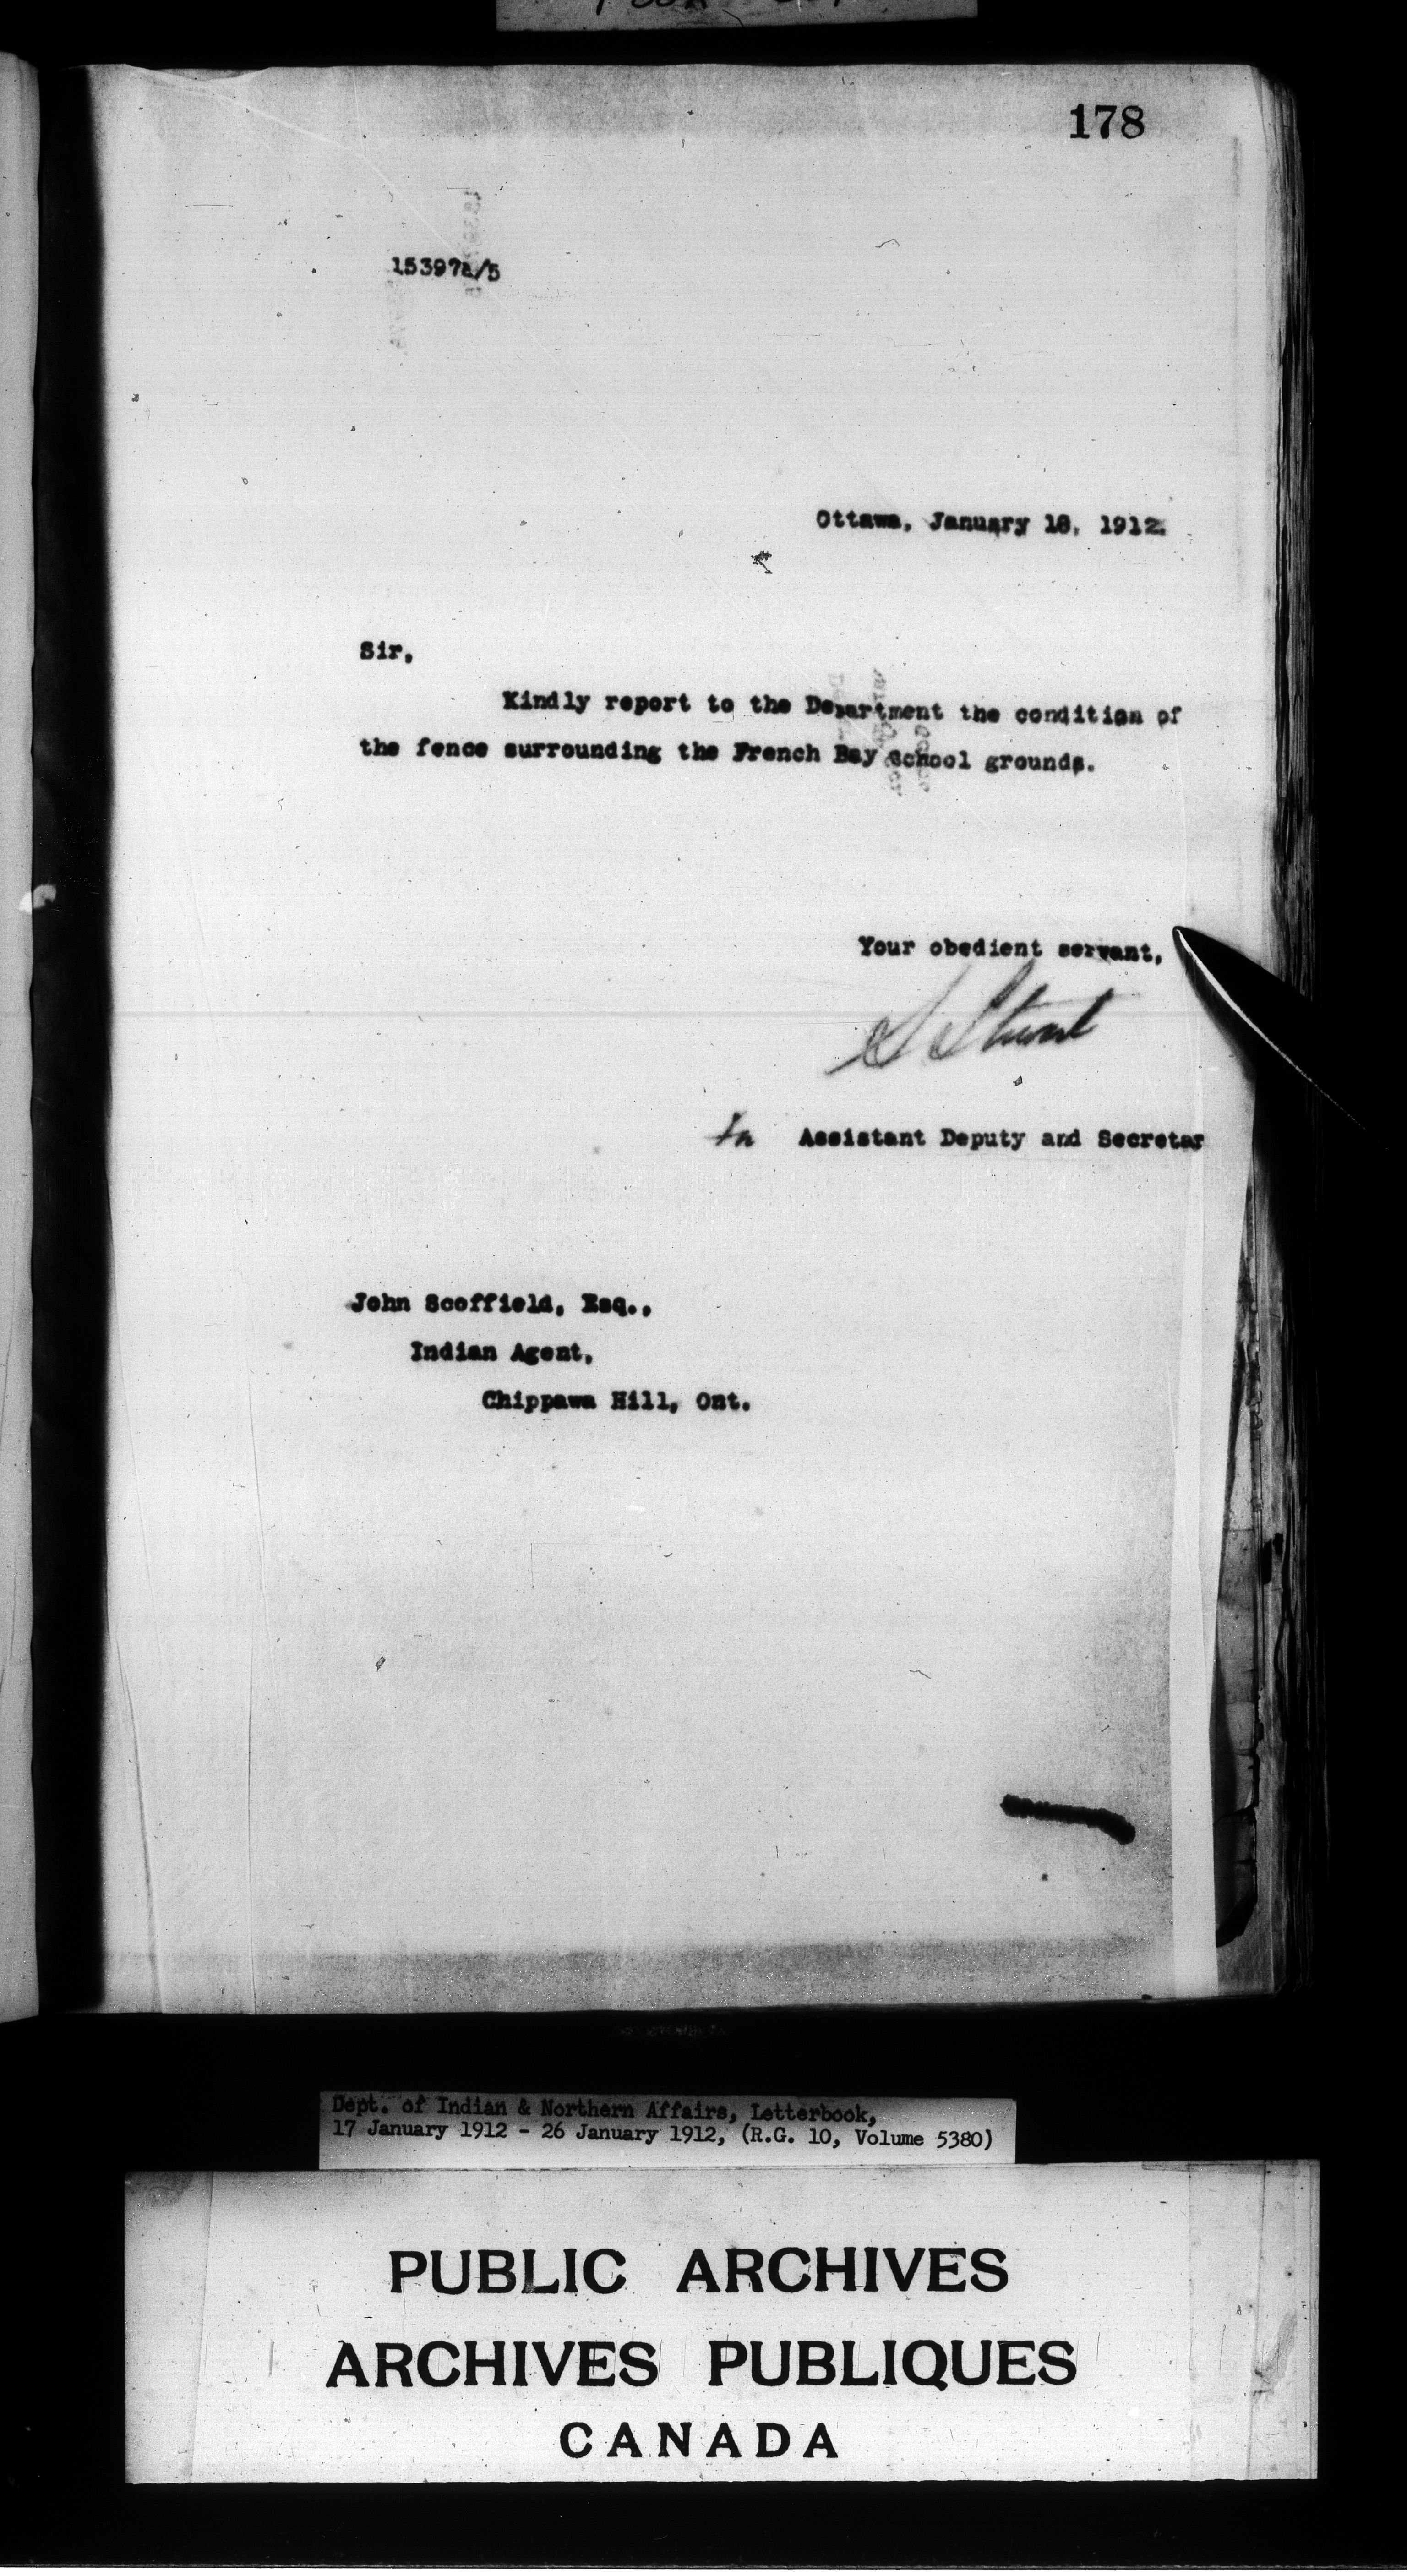 178
15397a/5
Ottawa, January 18, 1912.
Sir,
Kindly report to the Department the condition of
the fence surrounding the French Bay School grounds.
Your obedient servant,
S Stewart
Assistant Deputy and Secretar
John Scoffield, Esq.,
Indian Agent,
Chippawa Hill, Ont.
Dept. of Indian & Northern Affairs, Letterbook,
17 January 1912 - 26 January 1912, (R.G. 10, Volume 5380)
PUBLIC ARCHIVES
ARCHIVES PUBLIQUES
CANADA